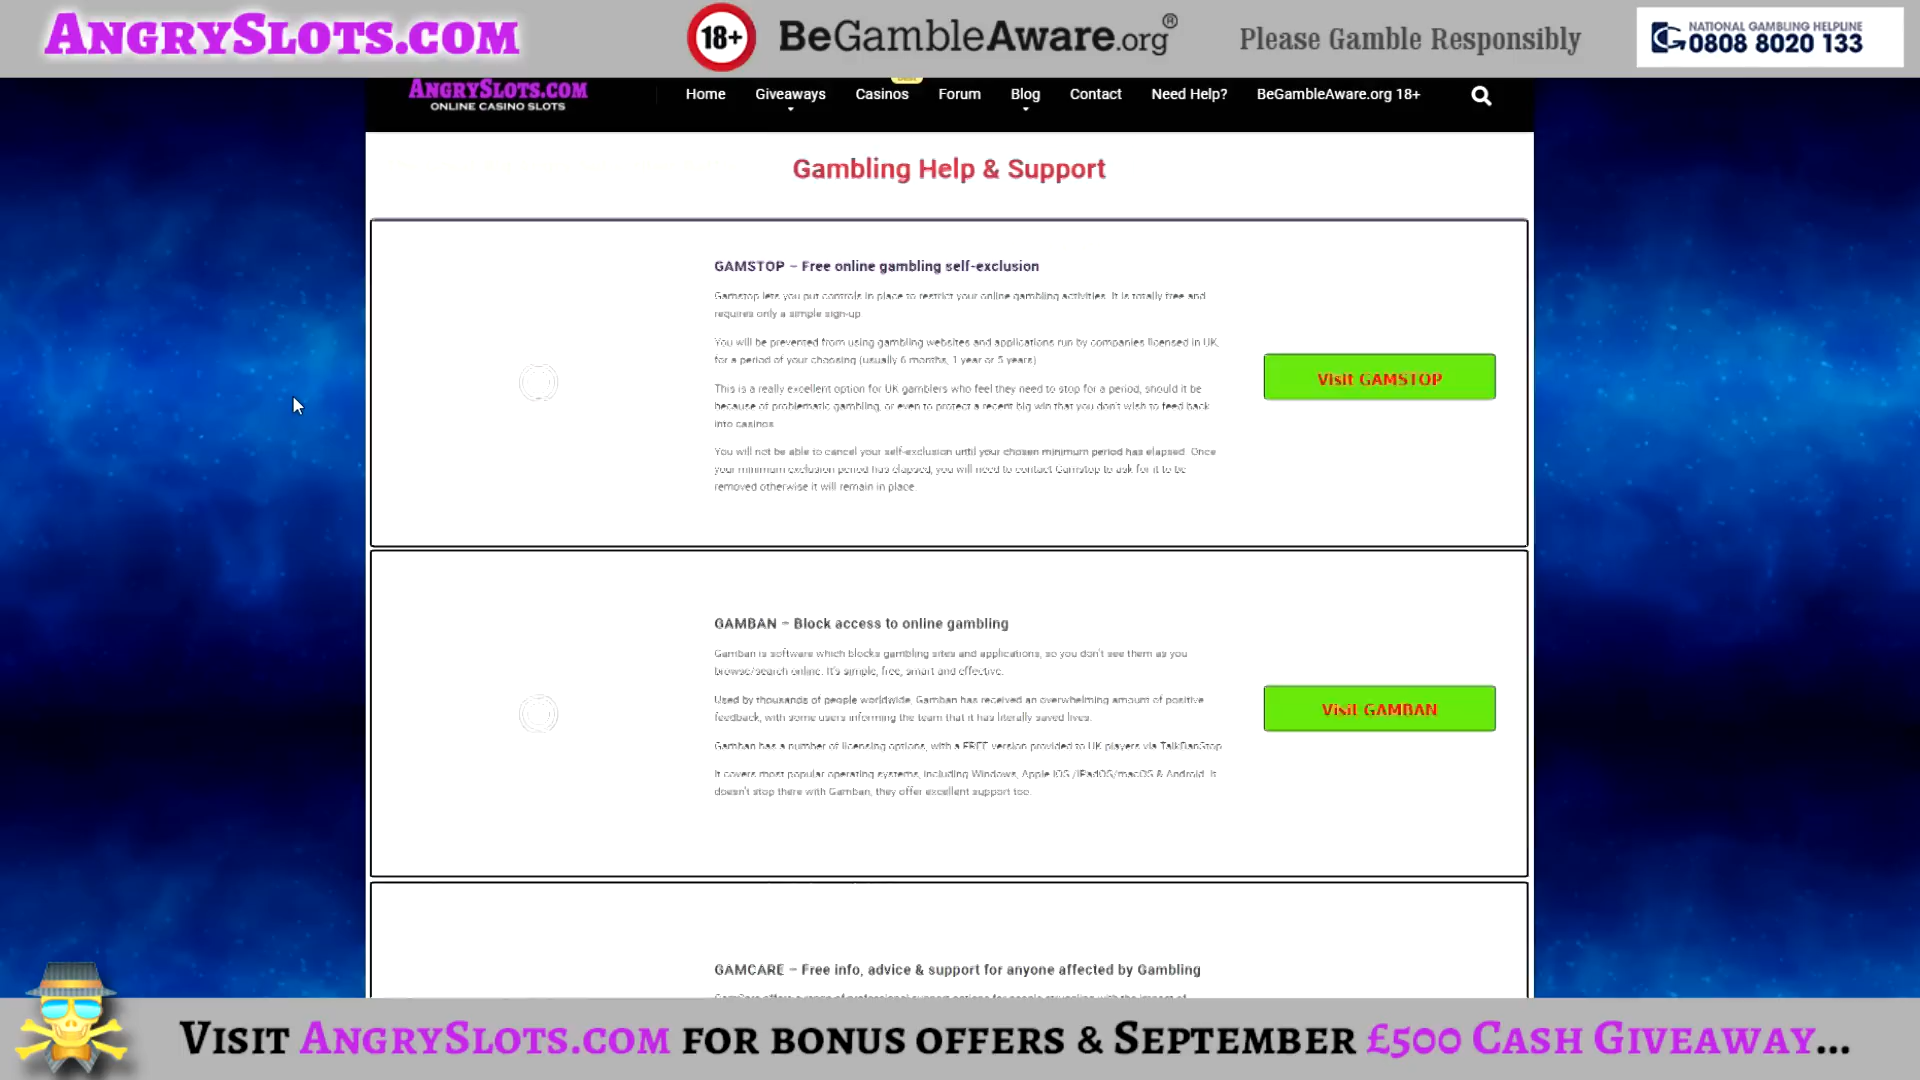 ANGRYSLOTS.COM
18+ BeGambleAware.org®
Please Gamble Responsibly
NATIONAL GAMBLING HELPLINE
0808 8020 133
ANGRYSLOTS.COM
ONLINE CASINO SLOTS
Home Giveaways Casinos Forum Blog Contact Need Help? BeGambleAware.org 18+
Gambling Help & Support
GAMSTOP – Free online gambling self-exclusion
Gamstop lets you put controls in place to restrict your online gambling activities. It is totally free and
requires only a simple sign-up
You will be prevented from using gambling websites and applications run by companies licensed in UK,
for a period of your choosing (usually 6 months, 1 year or 5 years)
This is a really excellent option for UK gamblers who feel they need to stop for a period, should it be
because of problematic gambling, or even to protect a recent big win that you don't wish to feed back
into casinos
You will not be able to cancel your self-exclusion until your chosen minimum period has elapsed. Once
your minimum exclusion period has elapsed, you will need to contact Gamstop to ask for it to be
removed otherwise it will remain in place.
Visit GAMSTOP
GAMBAN – Block access to online gambling
Gamban is software which blocks gambling sites and applications, so you don't see them as you
browse/search online. It's simple, free, smart and effective.
Used by thousands of people worldwide, Gamban has received an overwhelming amount of positive
feedback, with some users informing the team that it has literally saved lives.
Gamban has a number of licensing options, with a FREE version provided to UK players via TalkBanStop
It covers most popular operating systems, including Windows, Apple iOS /iPadOS/macOS & Android. It
doesn't stop there with Gamban, they offer excellent support too.
Visit GAMBAN
GAMCARE – Free info, advice & support for anyone affected by Gambling
VISIT ANGRYSLOTS.COM FOR BONUS OFFERS & SEPTEMBER £500 CASH GIVEAWAY...